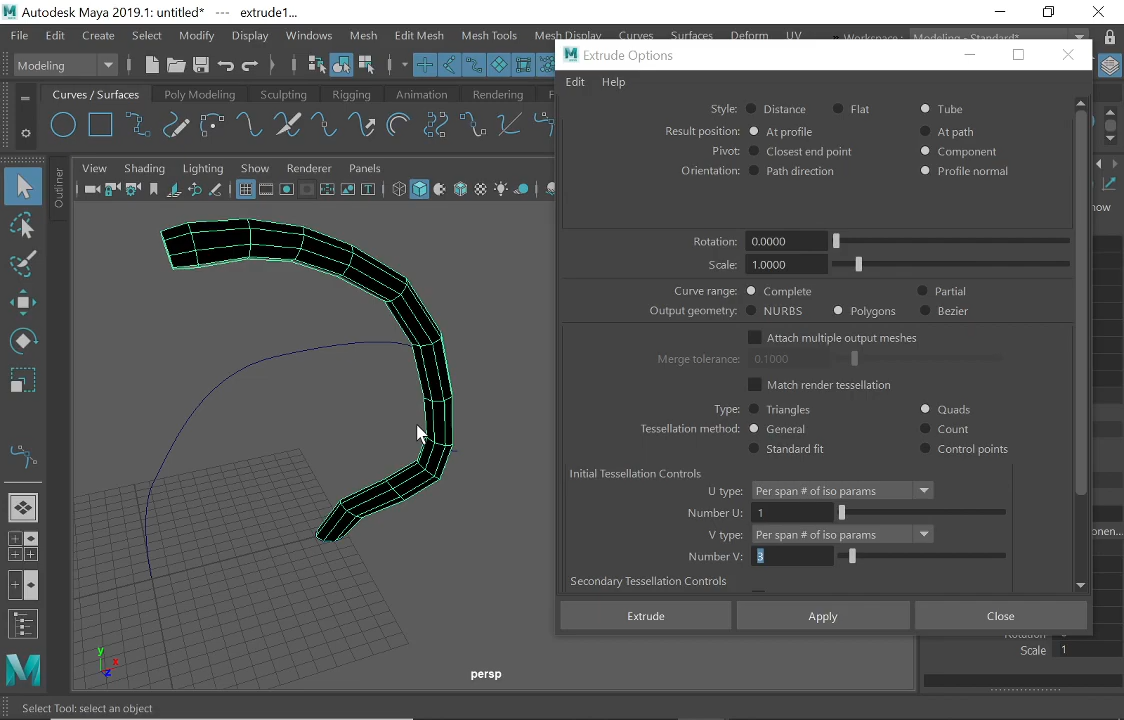 Autodesk Maya 2019.1: untitled*   ---   extrude1...
File Edit Create Select Modify Display Windows Mesh Edit Mesh Mesh Tools Mesh Display Curves Surfaces Deform UV
Extrude Options
Modeling
Edit Help
Curves / Surfaces Poly Modeling Sculpting Rigging Animation Rendering
Style: Distance Flat Tube
Result position: At profile At path
Pivot: Closest end point Component
Orientation: Path direction Profile normal
View Shading Lighting Show Renderer Panels
Outliner
Rotation: 0.0000
Scale: 1.0000
Curve range: Complete Partial
Output geometry: NURBS Polygons Bezier
Attach multiple output meshes
Merge tolerance: 0.1000
Match render tessellation
Type: Triangles Quads
Tessellation method: General Count
Standard fit Control points
Initial Tessellation Controls
U type: Per span # of iso params
Number U: 1
V type: Per span # of iso params
Number V: 3
Secondary Tessellation Controls
Extrude Apply Close
Scale 1
y
x
z
persp
Select Tool: select an object